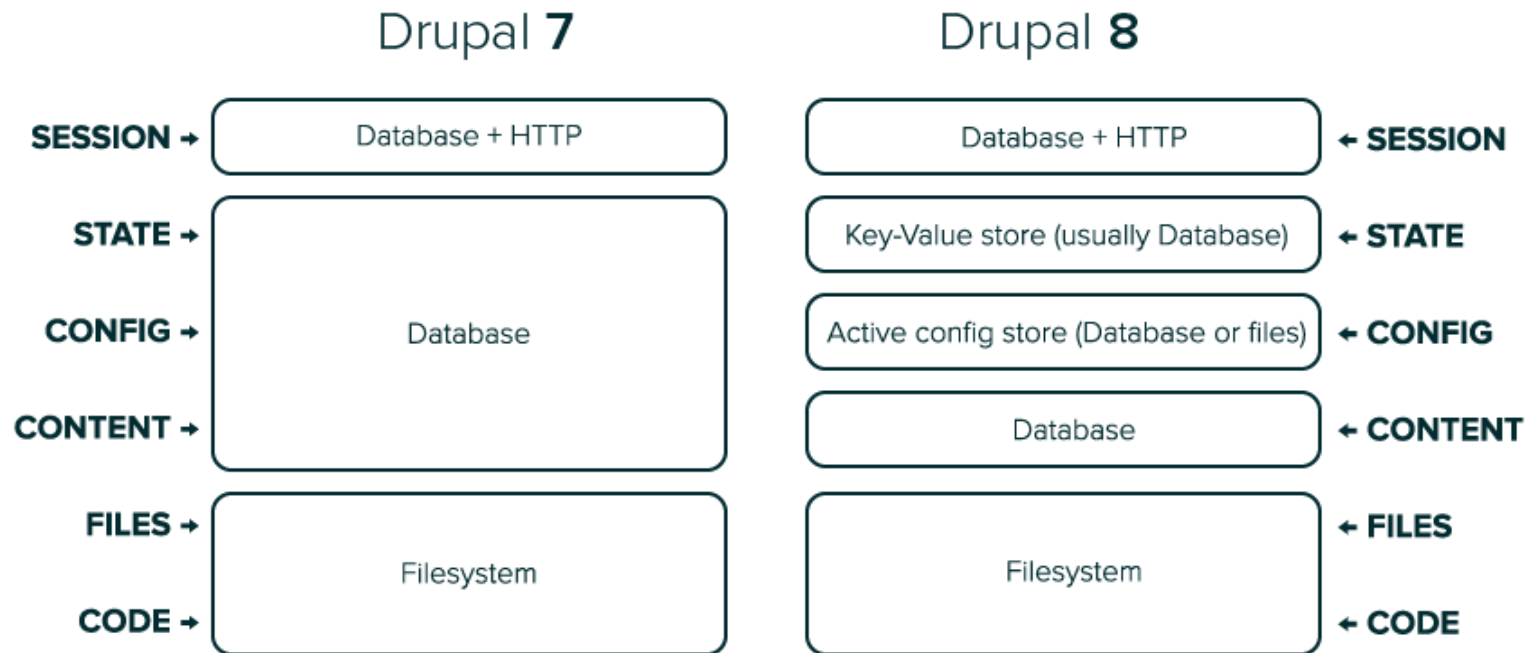 Drupal 7
Drupal 8
SESSION → Database + HTTP
Database + HTTP ← SESSION
STATE →
Key-Value store (usually Database) ← STATE
CONFIG → Database
Active config store (Database or files) ← CONFIG
CONTENT →
Database ← CONTENT
FILES →
← FILES
Filesystem
Filesystem
CODE →
← CODE